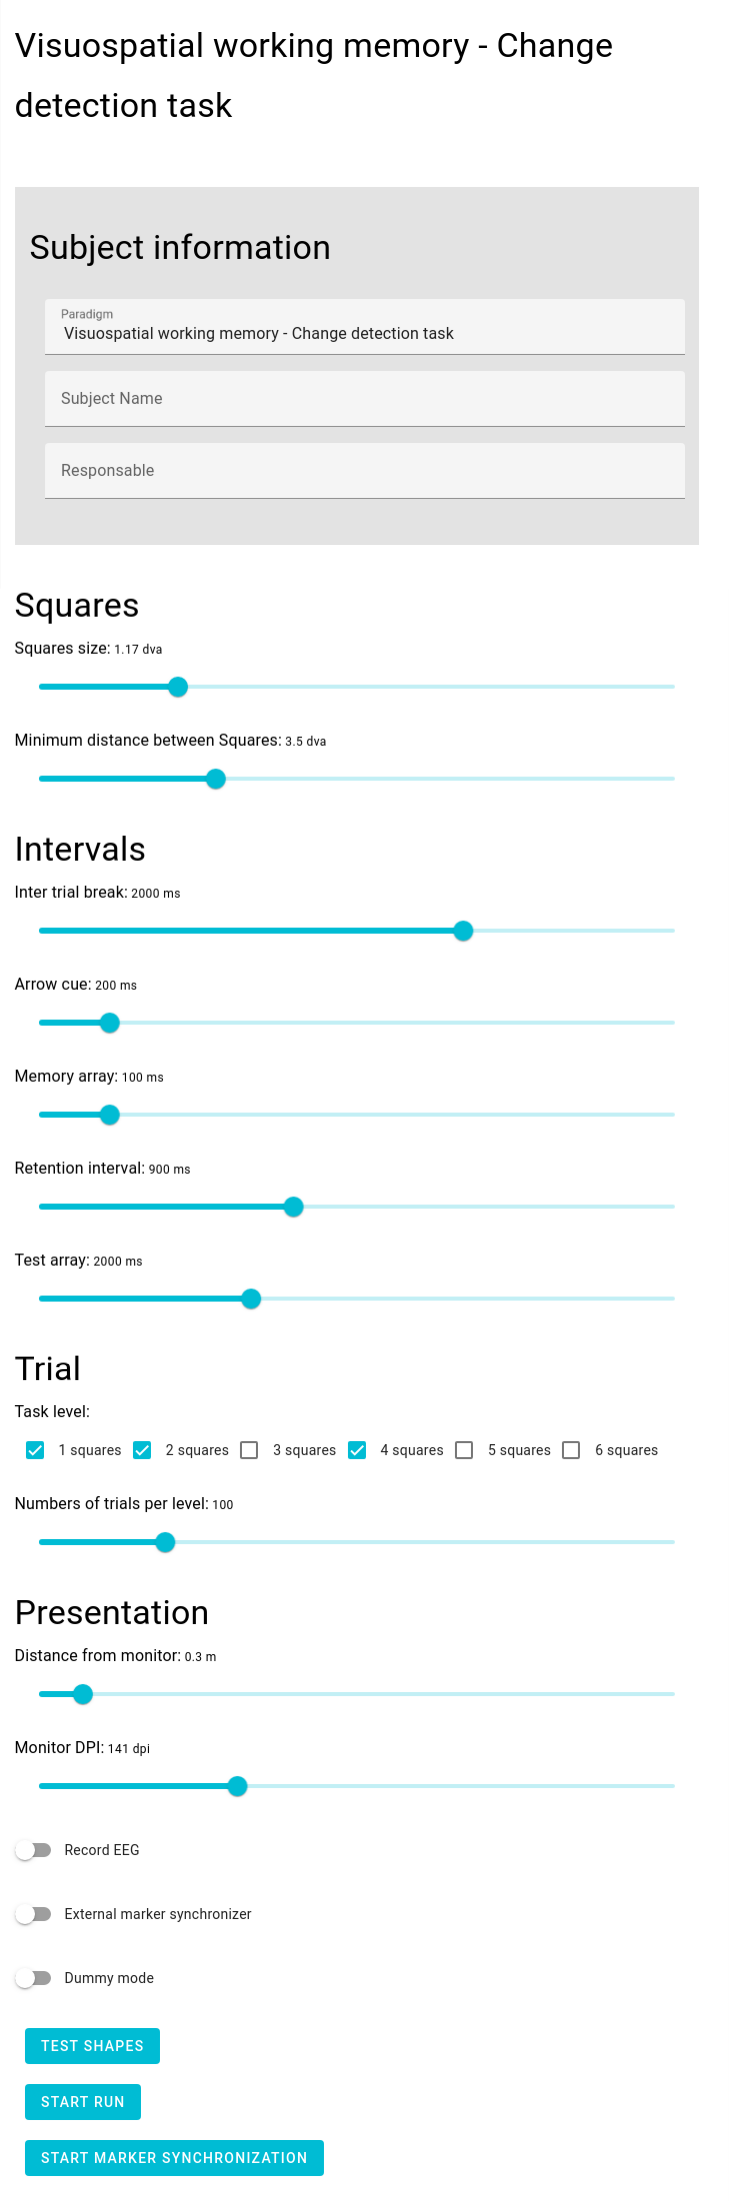 Visuospatial working memory - Change
detection task
Subject information
Paradigm
Visuospatial working memory - Change detection task
Subject Name
Responsable
Squares
Squares size: 1.17 dva
Minimum distance between Squares: 3.5 dva
Intervals
Inter trial break: 2000 ms
Arrow cue: 200 ms
Memory array: 100 ms
Retention interval: 900 ms
Test array: 2000 ms
Trial
Task level:
1 squares 2 squares 3 squares 4 squares 5 squares 6 squares
Numbers of trials per level: 100
Presentation
Distance from monitor: 0.3 m
Monitor DPI: 141 dpi
Record EEG
External marker synchronizer
Dummy mode
TEST SHAPES
START RUN
START MARKER SYNCHRONIZATION